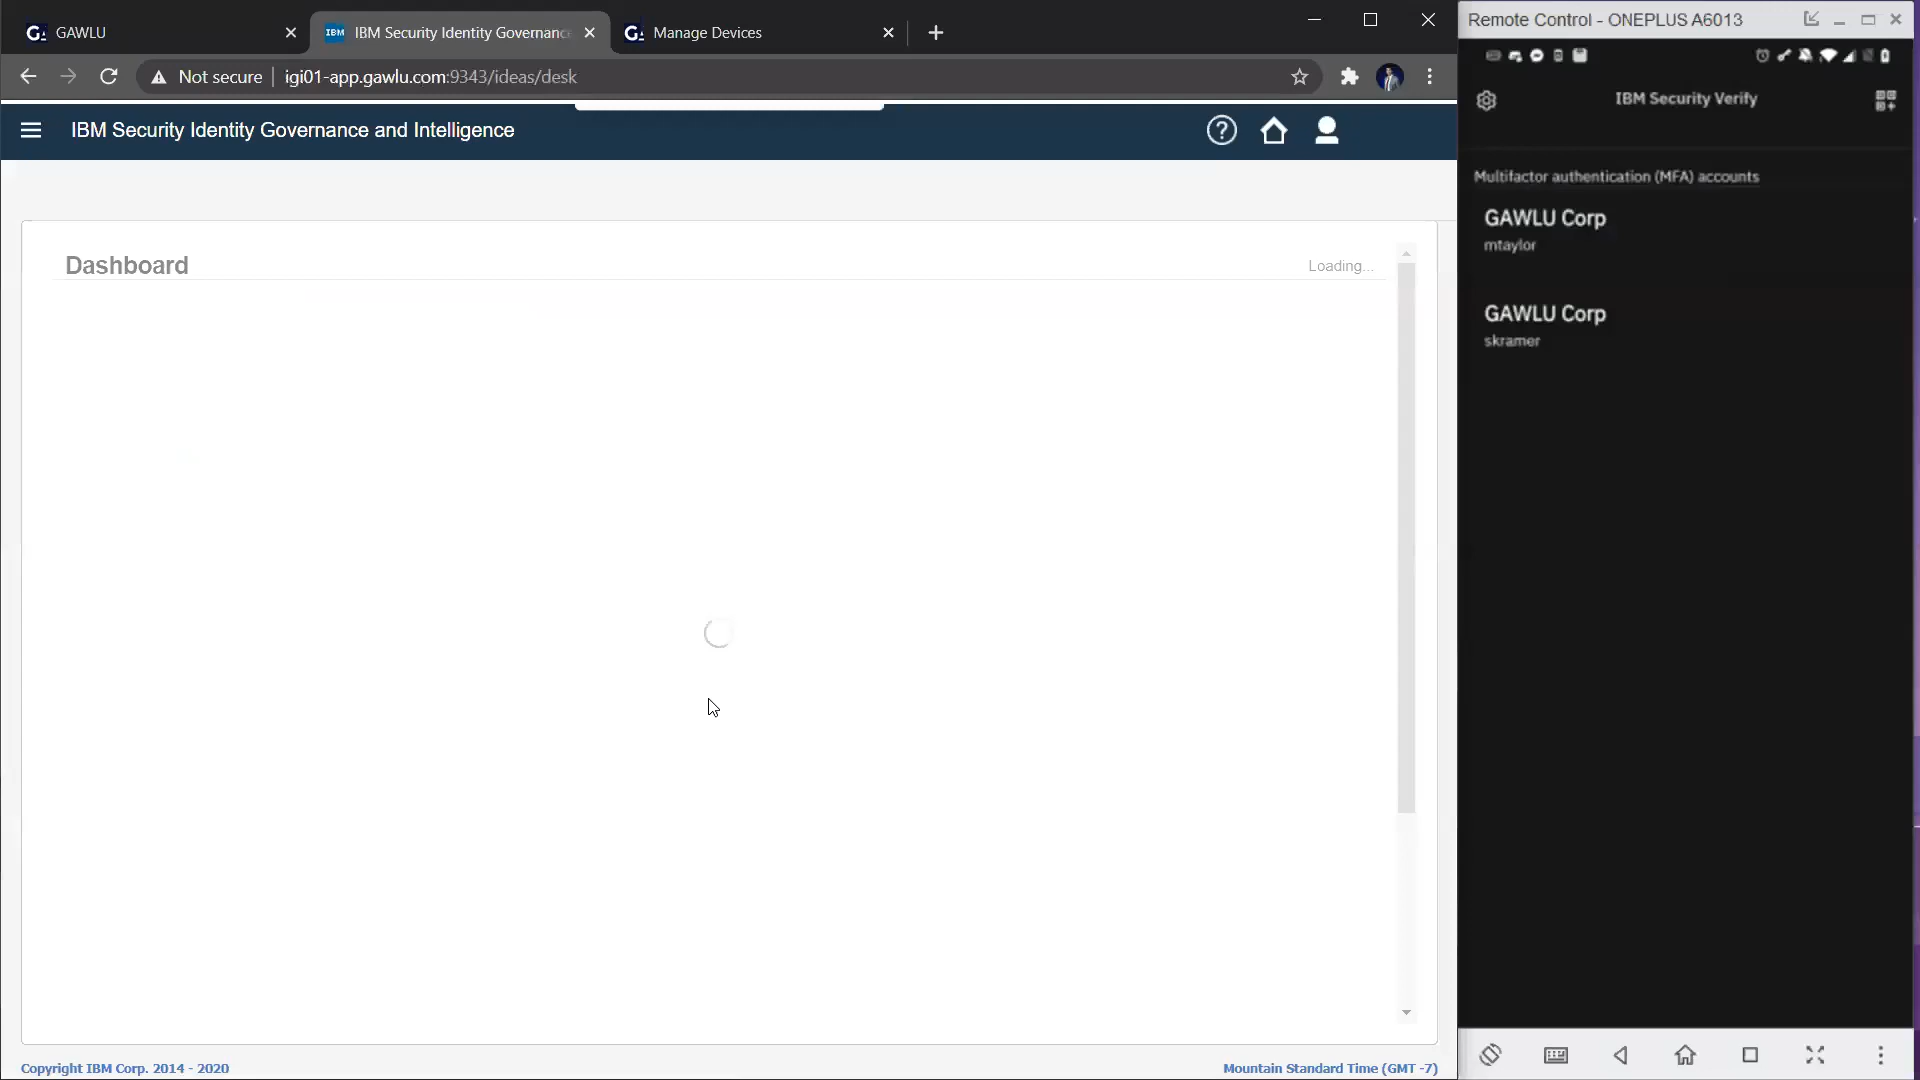 GAWLU
IBM Security Identity Governanc
Manage Devices
Not secure
igi01-app.gawlu.com:9343/ideas/desk
IBM Security Identity Governance and Intelligence
Dashboard
Loading...
Copyright IBM Corp. 2014 - 2020
Mountain Standard Time (GMT -7)
Remote Control - ONEPLUS A6013
IBM Security Verify
Multifactor authentication (MFA) accounts
GAWLU Corp
mtaylor
GAWLU Corp
skramer